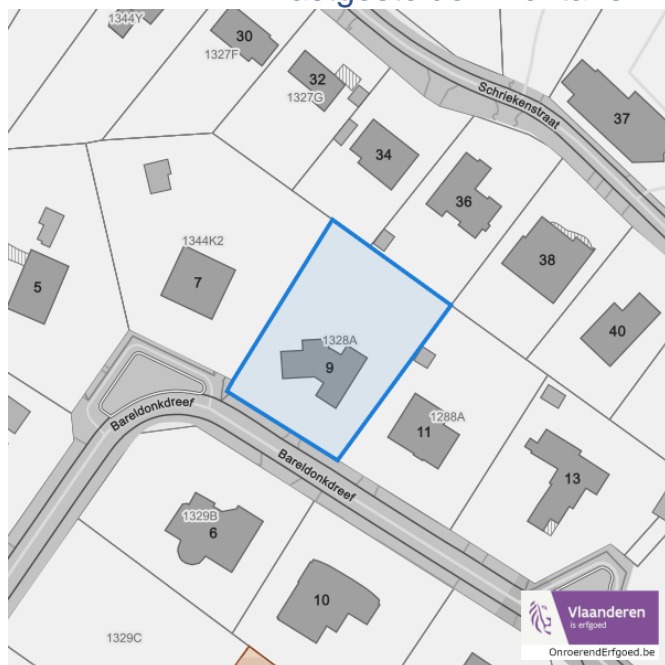 1344Y
30
1327F
32
1327G
Schriekenstraat
37
34
36
1344K2
38
5
7
40
1328A
9
Bareldonkdreef
1288A
11
Bareldonkdreef
13
1329B
6
10
1329C
Vlaanderen
is erfgoed
OnroerendErfgoed.be